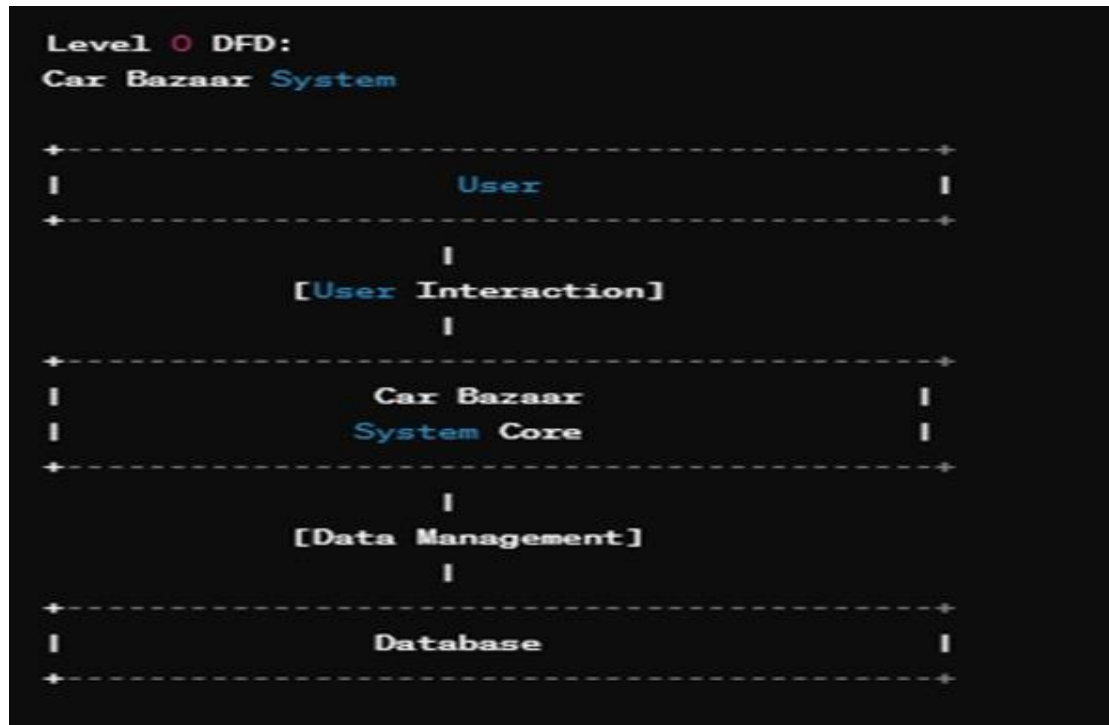 Level 0 DFD:
Car Bazaar System
+-------------------------------------------+
| User |
+-------------------------------------------+
|
[User Interaction]
|
+-------------------------------------------+
| Car Bazaar |
| System Core |
+-------------------------------------------+
|
[Data Management]
|
+-------------------------------------------+
| Database |
+-------------------------------------------+